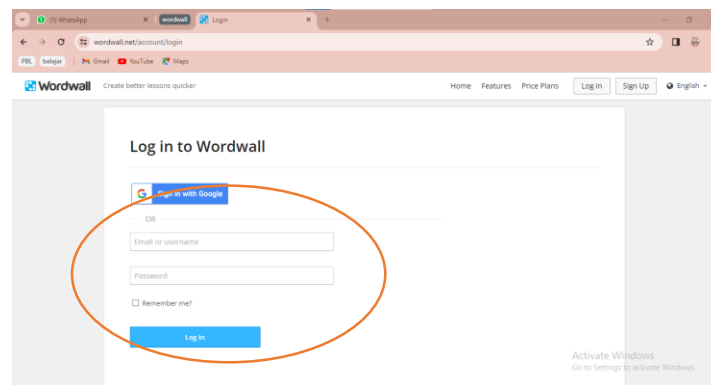 (1) WhatsApp
wordwall
Login
wordwall.net/account/login
PBL belajar Gmail YouTube Maps
Wordwall Create better lessons quicker Home Features Price Plans Log In Sign Up English
Log in to Wordwall
Sign in with Google
OR
Email or username
Password
Remember me?
Log In
Activate Windows
Go to Settings to activate Windows.